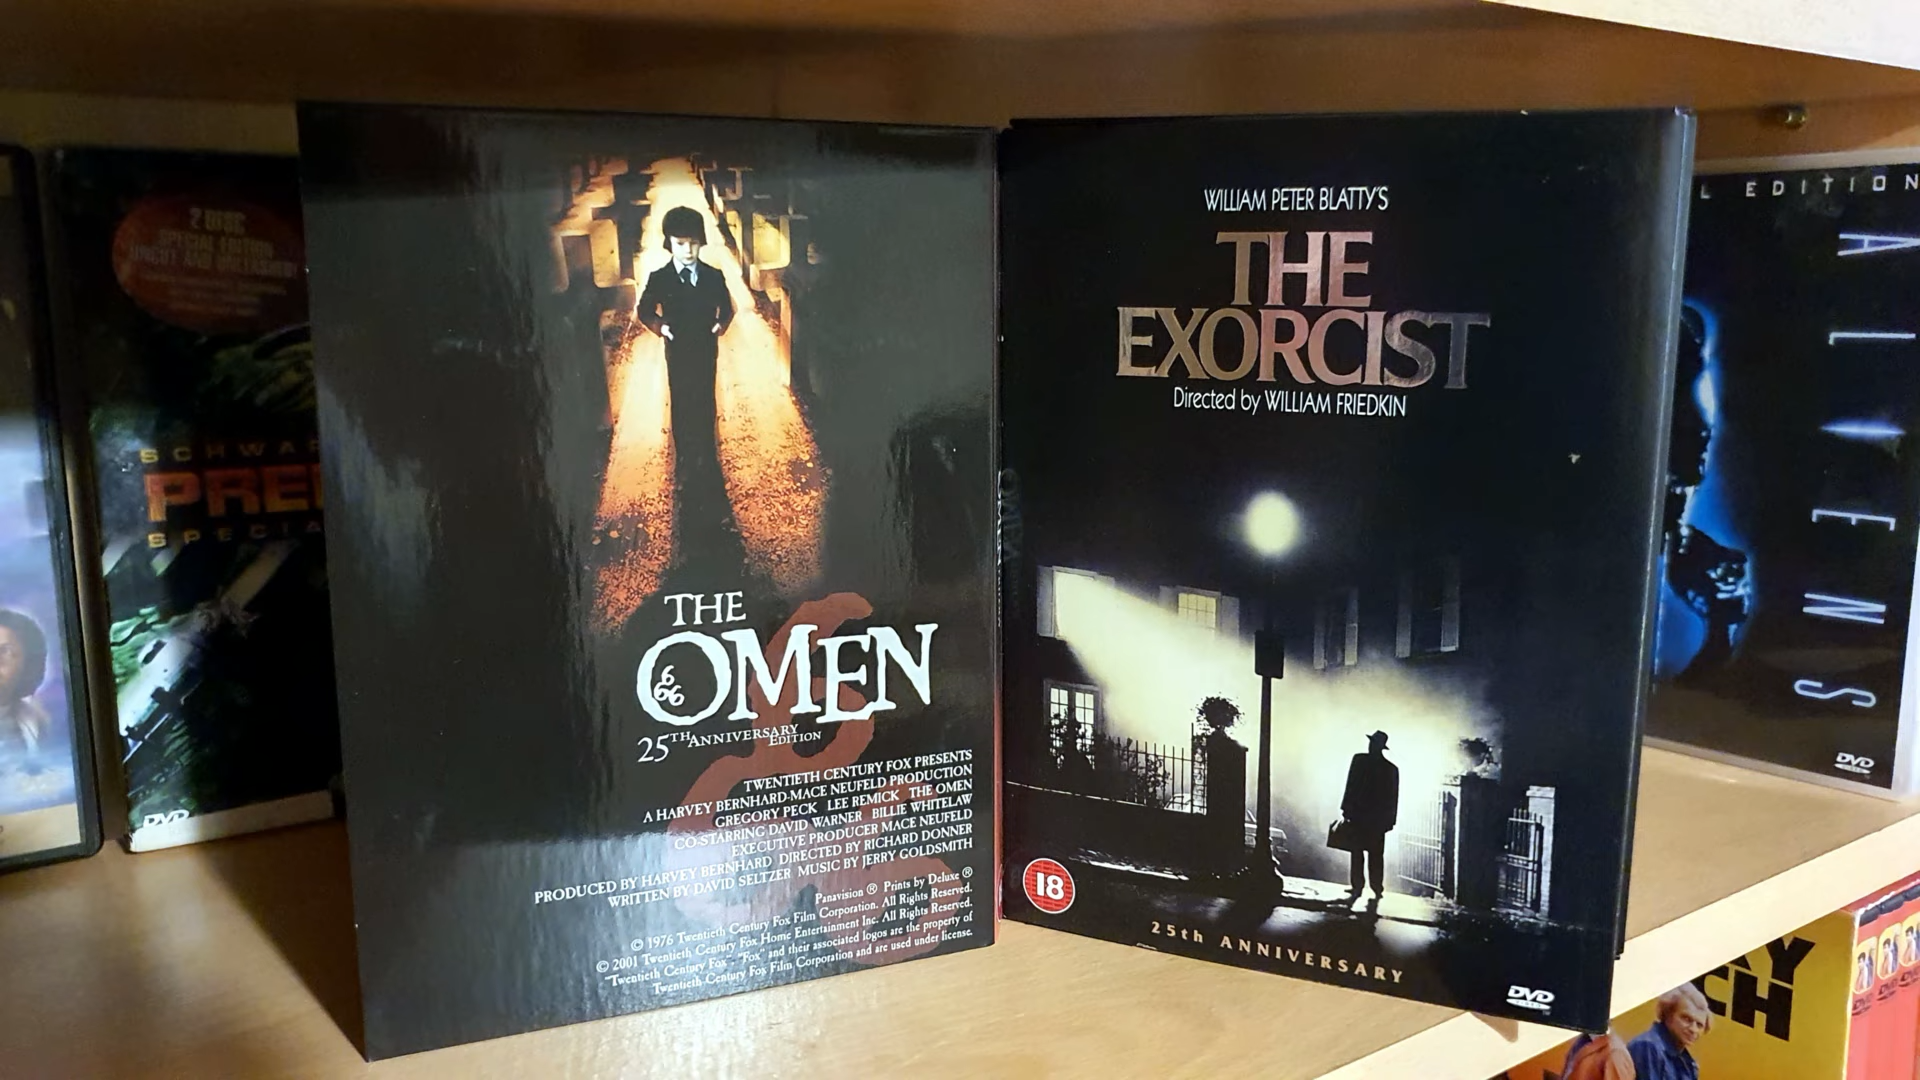 2 DISC
SPECIAL EDITION
UNCUT AND UNLEASHED!
SCHWAR
PRE
SPECIA
DVD
THE
OMEN
666
25TH ANNIVERSARY EDITION
TWENTIETH CENTURY FOX PRESENTS
A HARVEY BERNHARD-MACE NEUFELD PRODUCTION
GREGORY PECK LEE REMICK THE OMEN
CO-STARRING DAVID WARNER BILLIE WHITELAW
EXECUTIVE PRODUCER MACE NEUFELD
PRODUCED BY HARVEY BERNHARD DIRECTED BY RICHARD DONNER
WRITTEN BY DAVID SELTZER MUSIC BY JERRY GOLDSMITH
Panavision ® Prints by Deluxe ®
© 1976 Twentieth Century Fox Film Corporation. All Rights Reserved.
© 2001 Twentieth Century Fox Home Entertainment Inc. All Rights Reserved.
"Twentieth Century Fox", "Fox" and their associated logos are the property of
Twentieth Century Fox Film Corporation and are used under license.
WILLIAM PETER BLATTY'S
THE
EXORCIST
Directed by WILLIAM FRIEDKIN
18
25th ANNIVERSARY
DVD
L EDITION
ALIENS
DVD
KY
CH